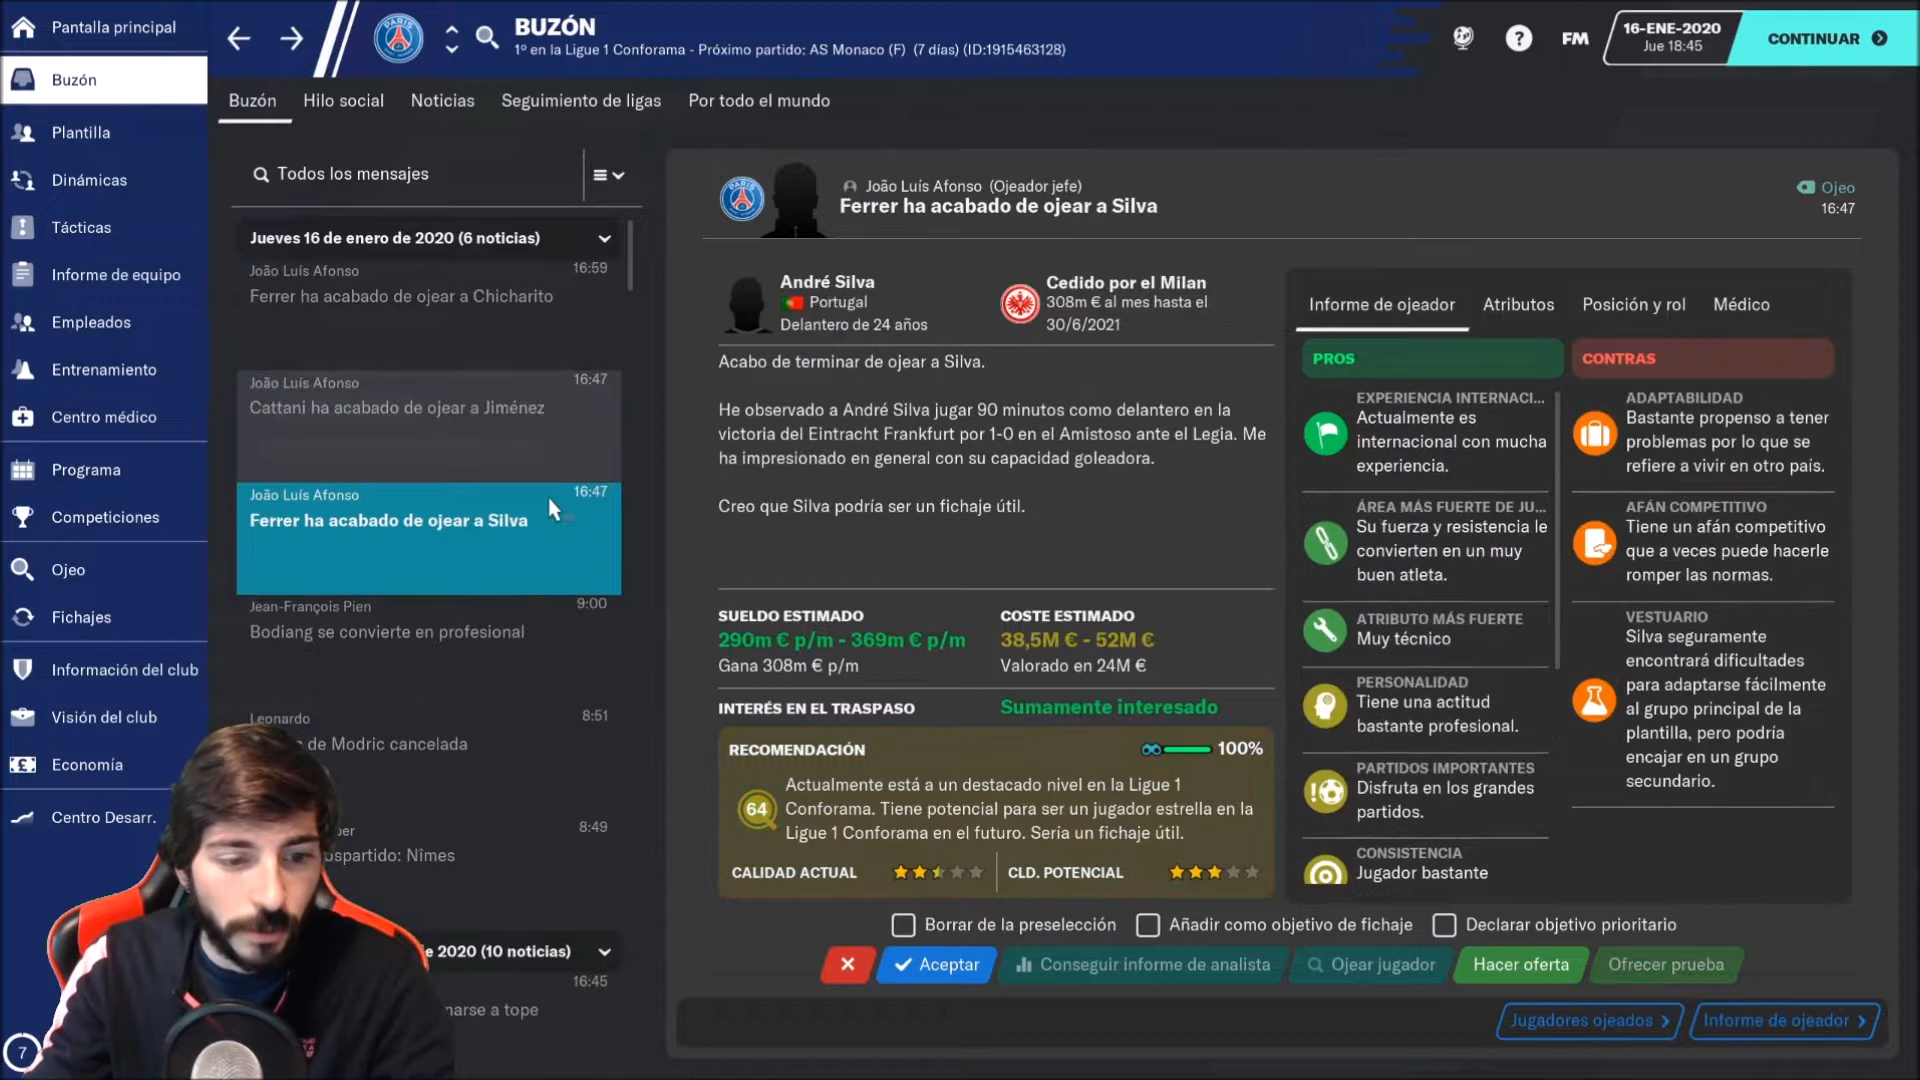 Pantalla principal
Buzón
Plantilla
Dinámicas
Tácticas
Informe de equipo
Empleados
Entrenamiento
Centro médico
Programa
Competiciones
Ojeo
Fichajes
Información del club
Visión del club
Economía
Centro Desarr.
7
BUZÓN
1º en la Ligue 1 Conforama - Próximo partido: AS Monaco (F) (7 días) (ID:1915463128)
FM
16-ENE-2020
Jue 18:45
CONTINUAR
Buzón
Hilo social
Noticias
Seguimiento de ligas
Por todo el mundo
Todos los mensajes
Jueves 16 de enero de 2020 (6 noticias)
João Luís Afonso 16:59
Ferrer ha acabado de ojear a Chicharito
João Luís Afonso 16:47
Cattani ha acabado de ojear a Jiménez
João Luís Afonso 16:47
Ferrer ha acabado de ojear a Silva
Jean-François Pien 9:00
Bodiang se convierte en profesional
Leonardo 8:51
de Modric cancelada
8:49
partido: Nîmes
2020 (10 noticias)
16:45
a tope
PARIS
João Luís Afonso (Ojeador jefe)
Ferrer ha acabado de ojear a Silva
Ojeo
16:47
André Silva
Portugal
Delantero de 24 años
Cedido por el Milan
308m € al mes hasta el
30/6/2021
Acabo de terminar de ojear a Silva.
He observado a André Silva jugar 90 minutos como delantero en la
victoria del Eintracht Frankfurt por 1-0 en el Amistoso ante el Legia. Me
ha impresionado en general con su capacidad goleadora.
Creo que Silva podría ser un fichaje útil.
SUELDO ESTIMADO
290m € p/m - 369m € p/m
Gana 308m € p/m
COSTE ESTIMADO
38,5M € - 52M €
Valorado en 24M €
INTERÉS EN EL TRASPASO
Sumamente interesado
RECOMENDACIÓN
100%
64
Actualmente está a un destacado nivel en la Ligue 1
Conforama. Tiene potencial para ser un jugador estrella en la
Ligue 1 Conforama en el futuro. Sería un fichaje útil.
CALIDAD ACTUAL
CLD. POTENCIAL
Informe de ojeador
Atributos
Posición y rol
Médico
PROS
EXPERIENCIA INTERNACI...
Actualmente es
internacional con mucha
experiencia.
ÁREA MÁS FUERTE DE JU...
Su fuerza y resistencia le
convierten en un muy
buen atleta.
ATRIBUTO MÁS FUERTE
Muy técnico
PERSONALIDAD
Tiene una actitud
bastante profesional.
PARTIDOS IMPORTANTES
Disfruta en los grandes
partidos.
CONSISTENCIA
Jugador bastante
CONTRAS
ADAPTABILIDAD
Bastante propenso a tener
problemas por lo que se
refiere a vivir en otro país.
AFÁN COMPETITIVO
Tiene un afán competitivo
que a veces puede hacerle
romper las normas.
VESTUARIO
Silva seguramente
encontrará dificultades
para adaptarse fácilmente
al grupo principal de la
plantilla, pero podría
encajar en un grupo
secundario.
Borrar de la preselección
Añadir como objetivo de fichaje
Declarar objetivo prioritario
Aceptar
Conseguir informe de analista
Ojear jugador
Hacer oferta
Ofrecer prueba
Jugadores ojeados
Informe de ojeador